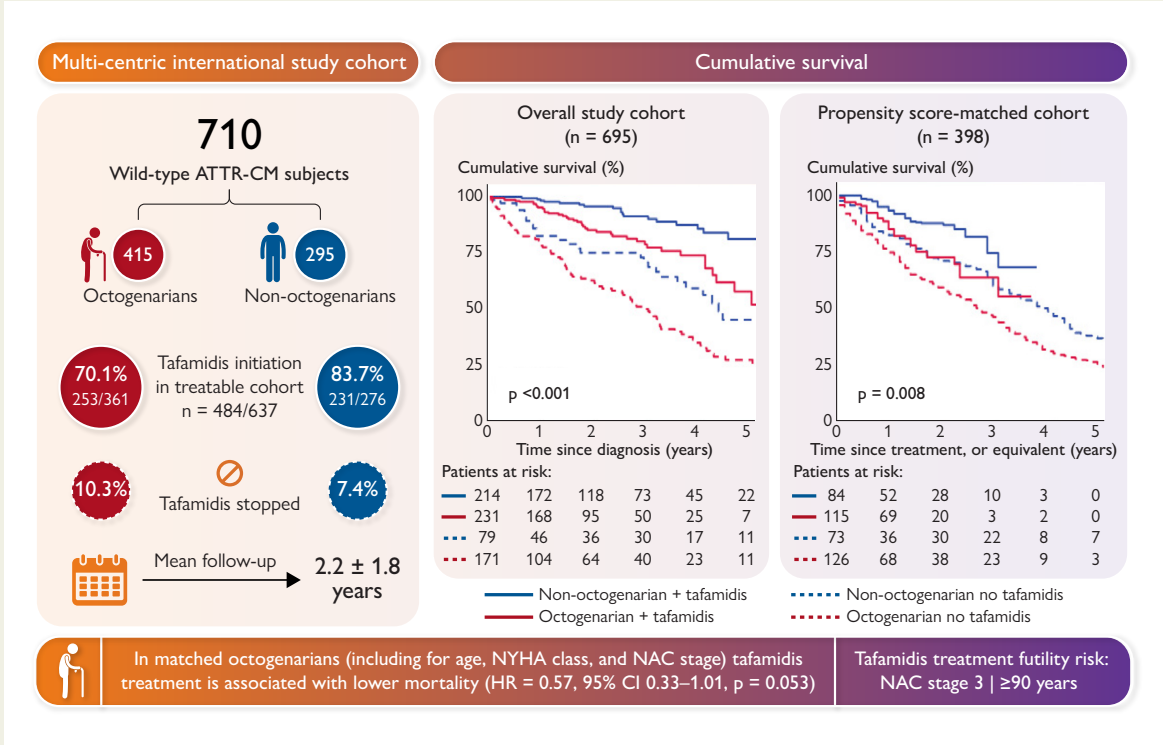 Multi-centric international study cohort
Cumulative survival
710
Wild-type ATTR-CM subjects
415
295
Octogenarians
Non-octogenarians
70.1%
253/361
Tafamidis initiation
in treatable cohort
n = 484/637
83.7%
231/276
10.3%
Tafamidis stopped
7.4%
Mean follow-up
2.2 ± 1.8
years
Overall study cohort
(n = 695)
Cumulative survival (%)
100
75
50
25
0
p <0.001
0 1 2 3 4 5
Time since diagnosis (years)
Patients at risk:
214 172 118 73 45 22
231 168 95 50 25 7
79 46 36 30 17 11
171 104 64 40 23 11
Propensity score-matched cohort
(n = 398)
Cumulative survival (%)
100
75
50
25
0
p = 0.008
0 1 2 3 4 5
Time since treatment, or equivalent (years)
Patients at risk:
84 52 28 10 3 0
115 69 20 3 2 0
73 36 30 22 8 7
126 68 38 23 9 3
Non-octogenarian + tafamidis
Octogenarian + tafamidis
Non-octogenarian no tafamidis
Octogenarian no tafamidis
In matched octogenarians (including for age, NYHA class, and NAC stage) tafamidis
treatment is associated with lower mortality (HR = 0.57, 95% CI 0.33–1.01, p = 0.053)
Tafamidis treatment futility risk:
NAC stage 3 | ≥90 years